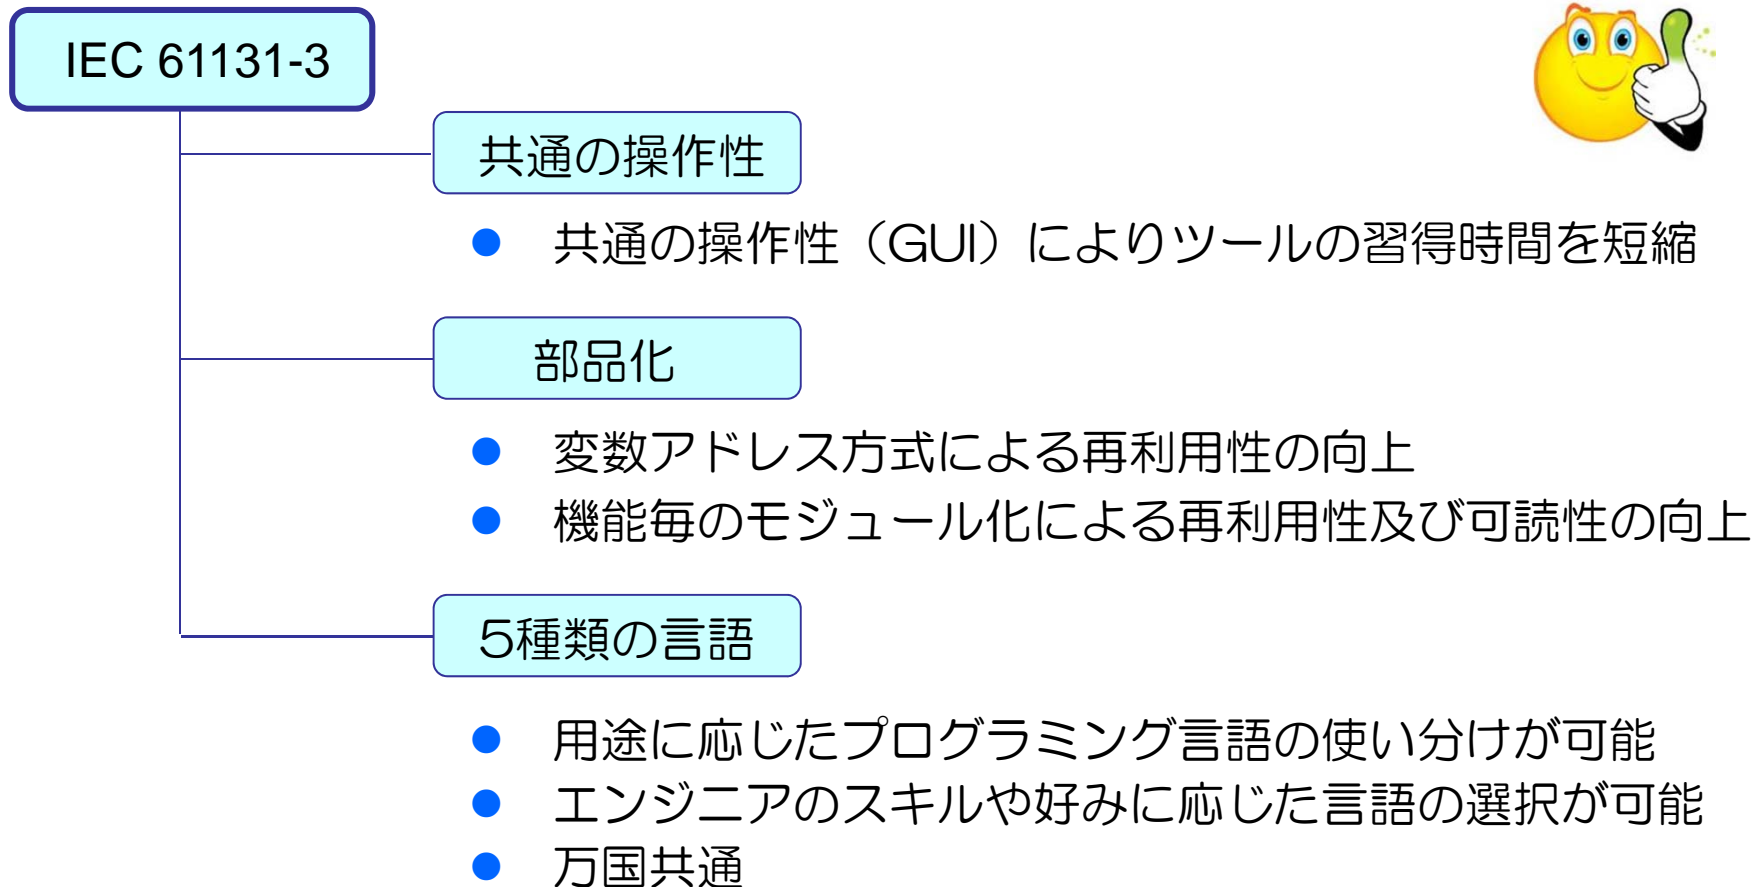 IEC 61131-3
共通の操作性
● 共通の操作性（GUI）によりツールの習得時間を短縮
部品化
● 変数アドレス方式による再利用性の向上
● 機能毎のモジュール化による再利用性及び可読性の向上
5種類の言語
● 用途に応じたプログラミング言語の使い分けが可能
● エンジニアのスキルや好みに応じた言語の選択が可能
● 万国共通